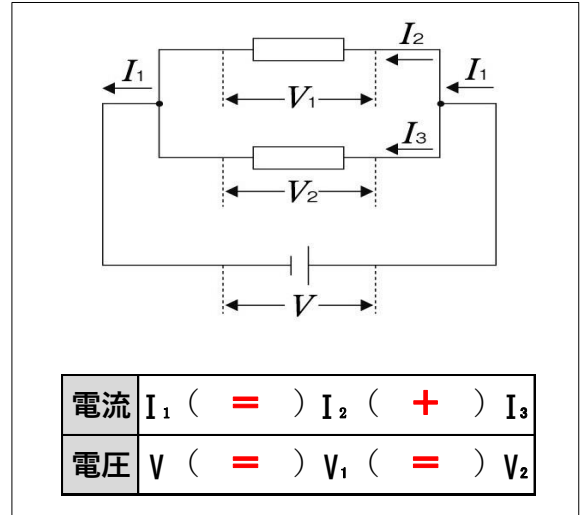 I2
I1 I1
V1
I3
V2
V
電流 I1 ( = ) I2 ( + ) I3
電圧 V ( = ) V1 ( = ) V2